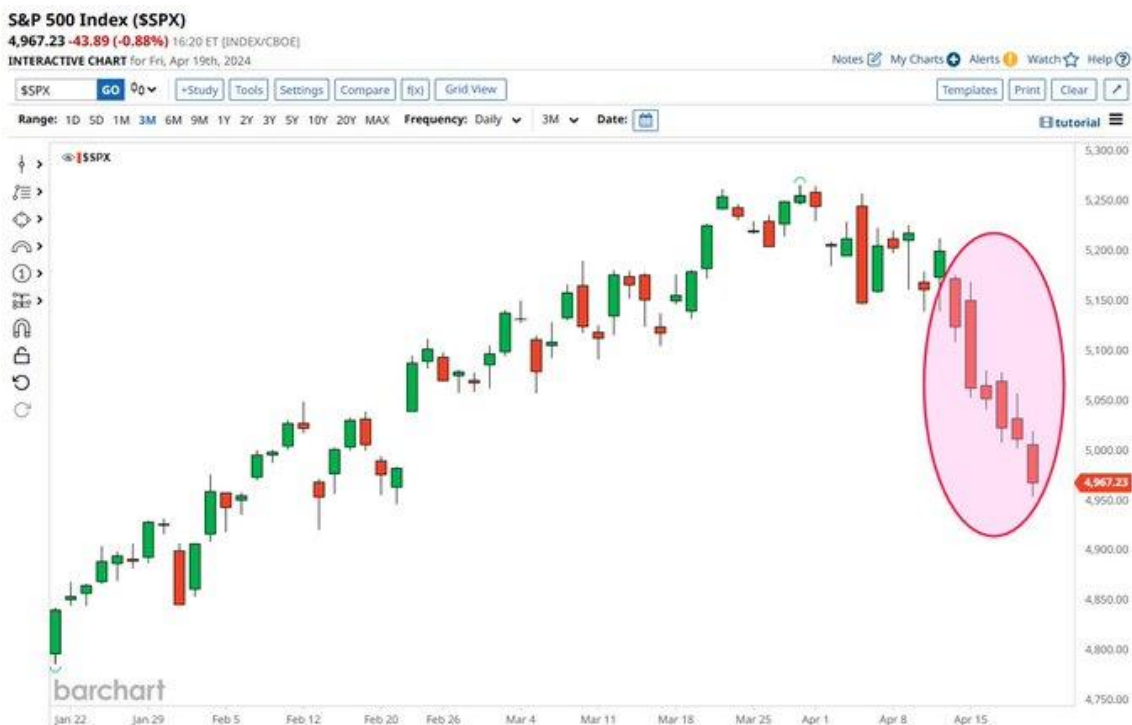 S&P 500 Index ($SPX)
4,967.23 -43.89 (-0.88%) 16:20 ET [INDEX/CBOE]
INTERACTIVE CHART for Fri, Apr 19th, 2024
Notes My Charts Alerts Watch Help
$SPX GO +Study Tools Settings Compare f(x) Grid View Templates Print Clear
Range: 1D 5D 1M 3M 6M 9M 1Y 2Y 3Y 5Y 10Y 20Y MAX Frequency: Daily 3M Date: tutorial
$SPX
5,300.00
5,250.00
5,200.00
5,150.00
5,100.00
5,050.00
5,000.00
4,967.23
4,950.00
4,900.00
4,850.00
4,800.00
4,750.00
barchart
Jan 22 Jan 29 Feb 5 Feb 12 Feb 20 Feb 26 Mar 4 Mar 11 Mar 18 Mar 25 Apr 1 Apr 8 Apr 15